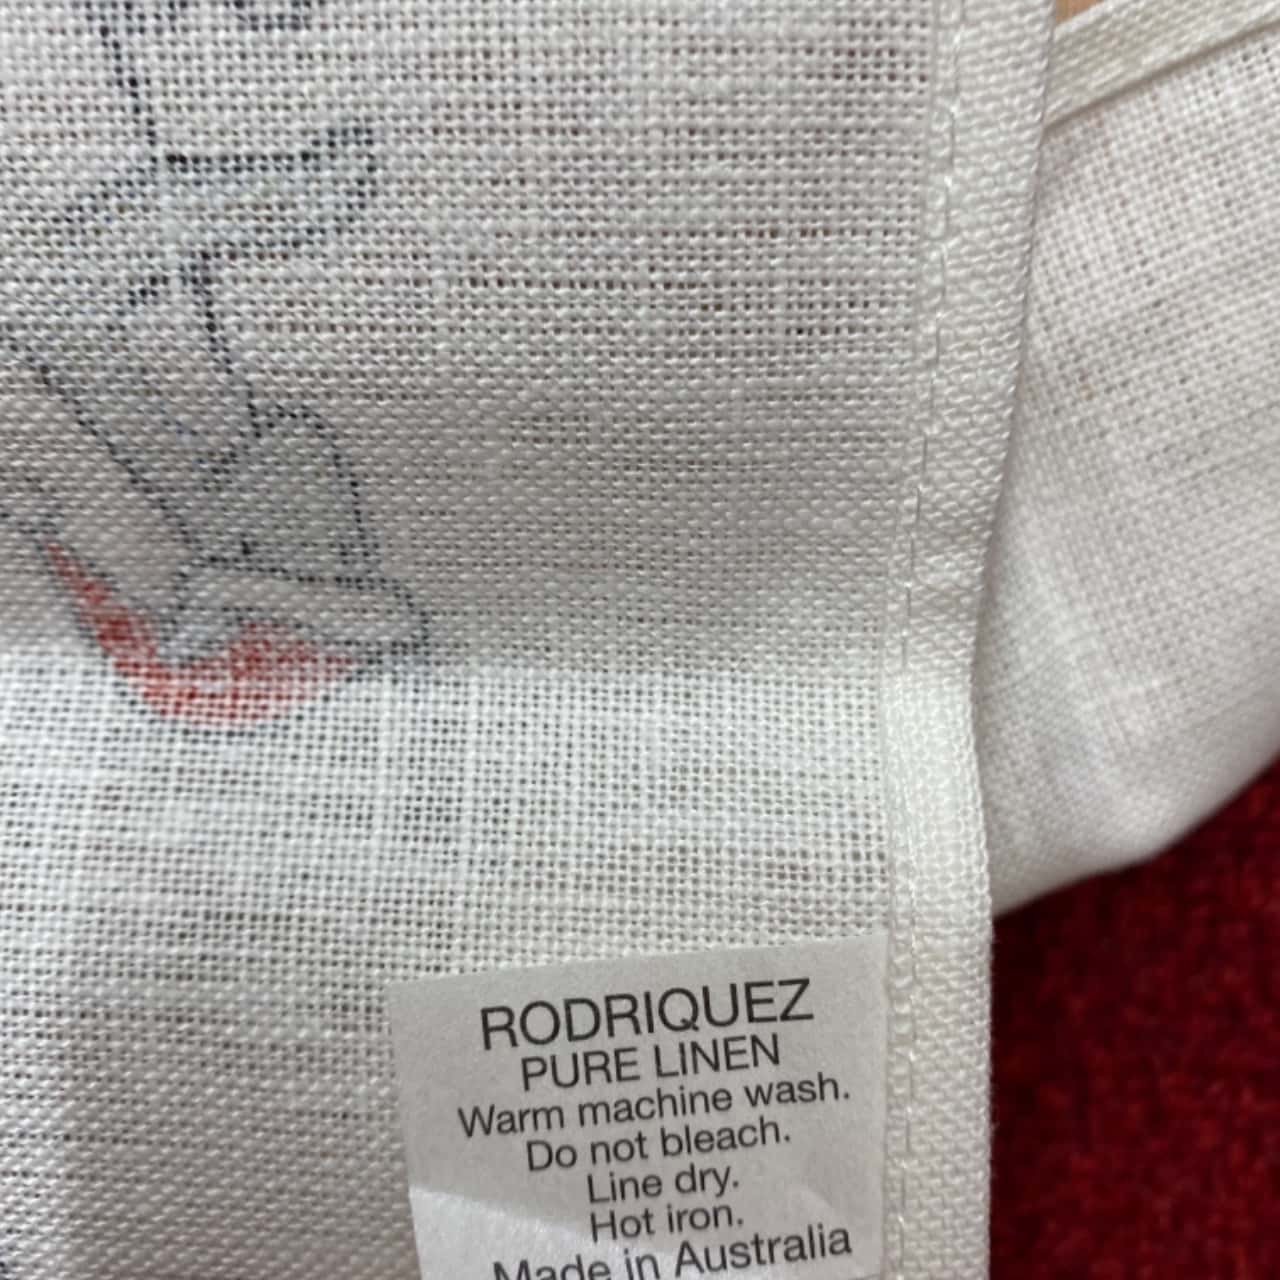 RODRIQUEZ
PURE LINEN
Warm machine wash.
Do not bleach.
Line dry.
Hot iron.
Made in Australia